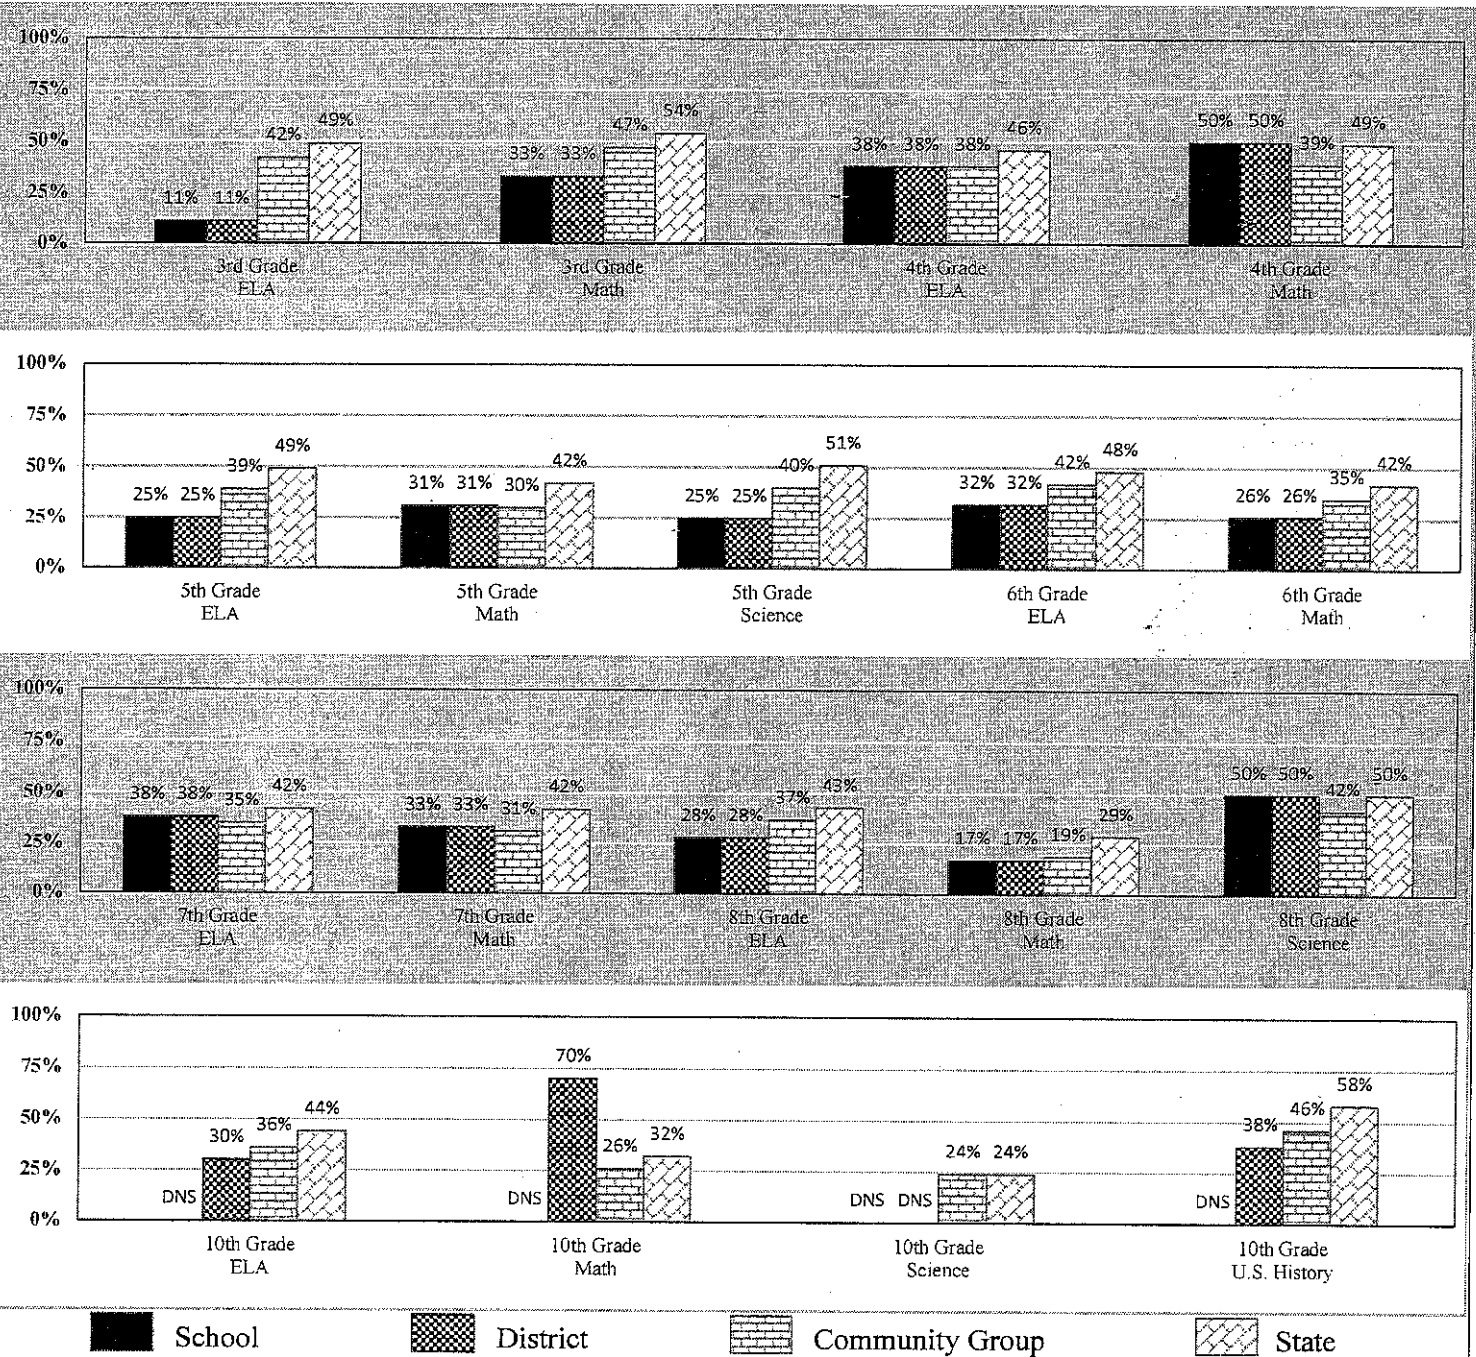 100%
75%
50%
25%
0%
11% 11% 42% 49%
33% 33% 47% 54%
38% 38% 38% 46%
50% 50% 39% 49%
3rd Grade
ELA
3rd Grade
Math
4th Grade
ELA
4th Grade
Math
100%
75%
50%
25%
0%
25% 25% 39% 49%
31% 31% 30% 42%
25% 25% 40% 51%
32% 32% 42% 48%
26% 26% 35% 42%
5th Grade
ELA
5th Grade
Math
5th Grade
Science
6th Grade
ELA
6th Grade
Math
100%
75%
50%
25%
0%
38% 38% 35% 42%
33% 33% 31% 42%
28% 28% 37% 43%
17% 17% 19% 29%
50% 50% 42% 50%
7th Grade
ELA
7th Grade
Math
8th Grade
ELA
8th Grade
Math
8th Grade
Science
100%
75%
50%
25%
0%
DNS 30% 36% 44%
DNS 70% 26% 32%
DNS DNS 24% 24%
DNS 38% 46% 58%
10th Grade
ELA
10th Grade
Math
10th Grade
Science
10th Grade
U.S. History
School District Community Group State